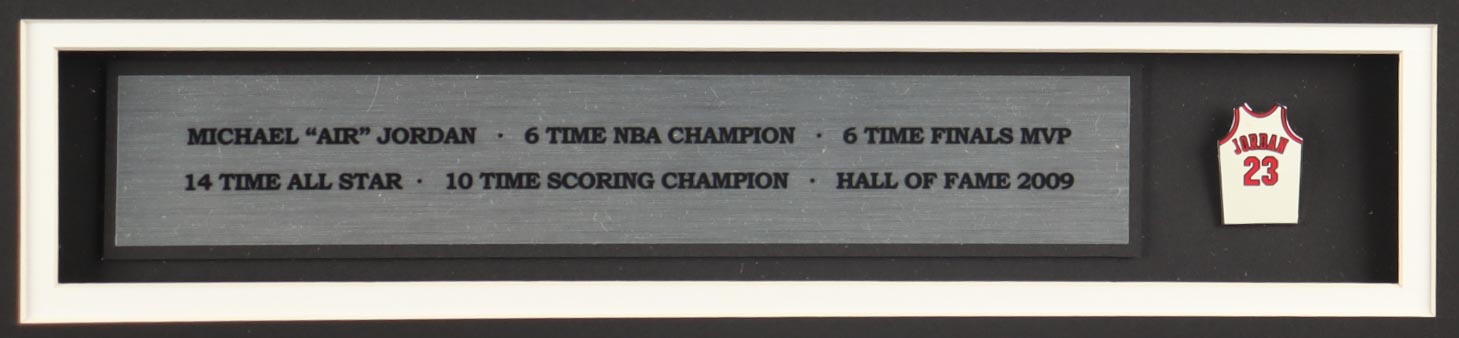 MICHAEL “AIR” JORDAN · 6 TIME NBA CHAMPION · 6 TIME FINALS MVP
14 TIME ALL STAR · 10 TIME SCORING CHAMPION · HALL OF FAME 2009
JORDAN
23